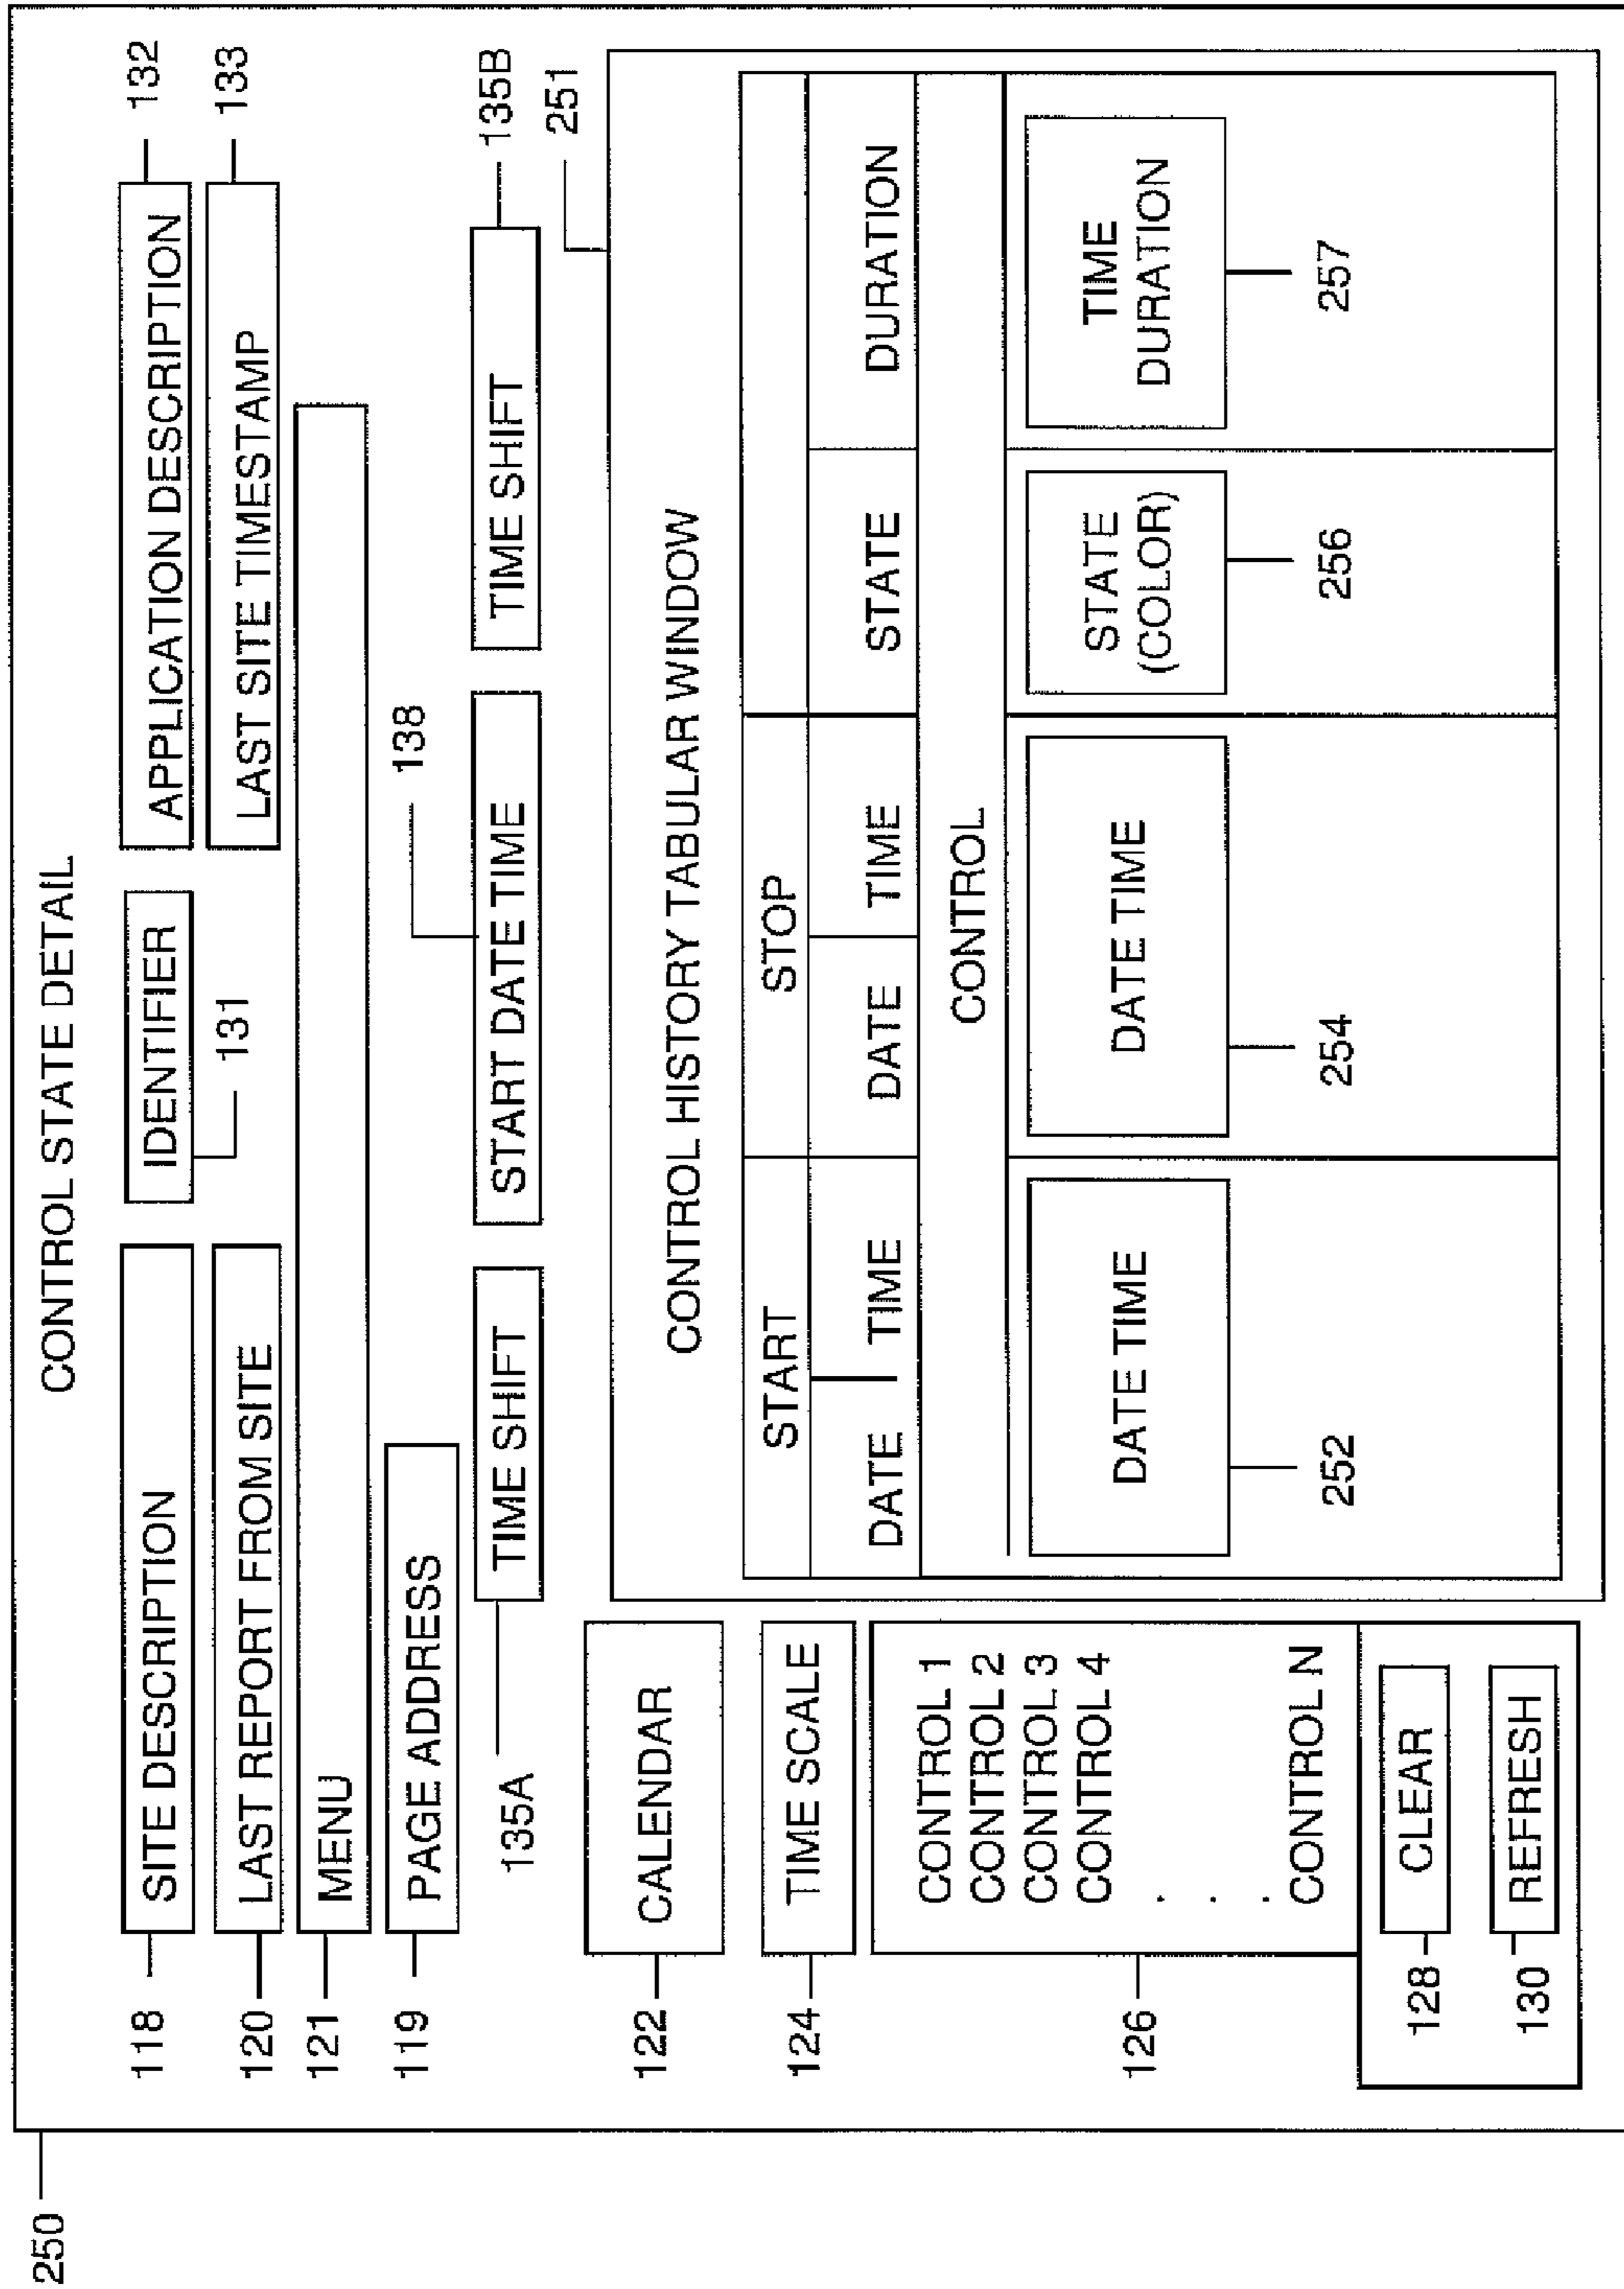 250
CONTROL STATE DETAIL
118
SITE DESCRIPTION
IDENTIFIER
131
APPLICATION DESCRIPTION
132
120
LAST REPORT FROM SITE
LAST SITE TIMESTAMP
133
121
MENU
119
PAGE ADDRESS
138
135A
TIME SHIFT
START DATE TIME
TIME SHIFT
135B
251
122
CALENDAR
124
TIME SCALE
126
CONTROL 1
CONTROL 2
CONTROL 3
CONTROL 4
. . .
CONTROL N
128
CLEAR
130
REFRESH
CONTROL HISTORY TABULAR WINDOW
START
STOP
DATE TIME DATE TIME STATE DURATION
CONTROL
DATE TIME
DATE TIME
STATE
(COLOR)
TIME
DURATION
252
254
256
257